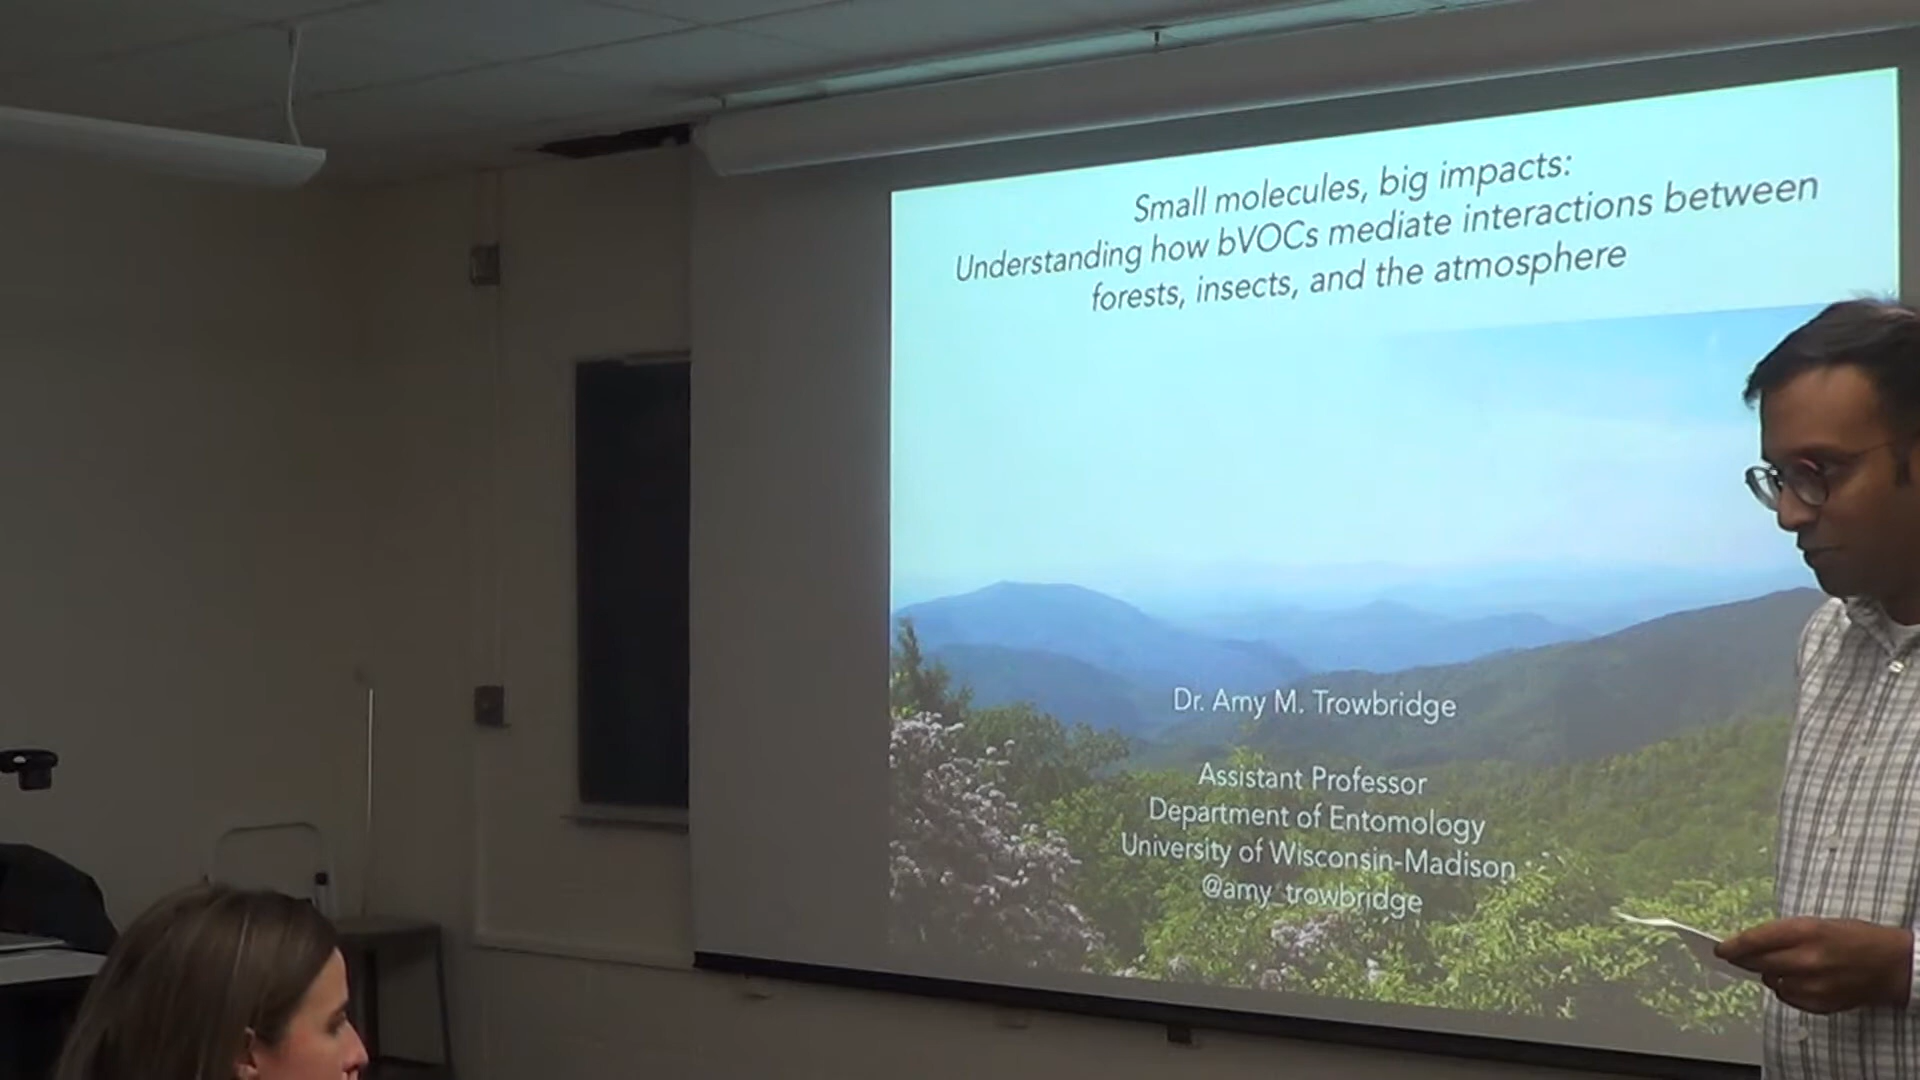 Small molecules, big impacts:
Understanding how bVOCs mediate interactions between
forests, insects, and the atmosphere
Dr. Amy M. Trowbridge
Assistant Professor
Department of Entomology
University of Wisconsin-Madison
@amy_trowbridge